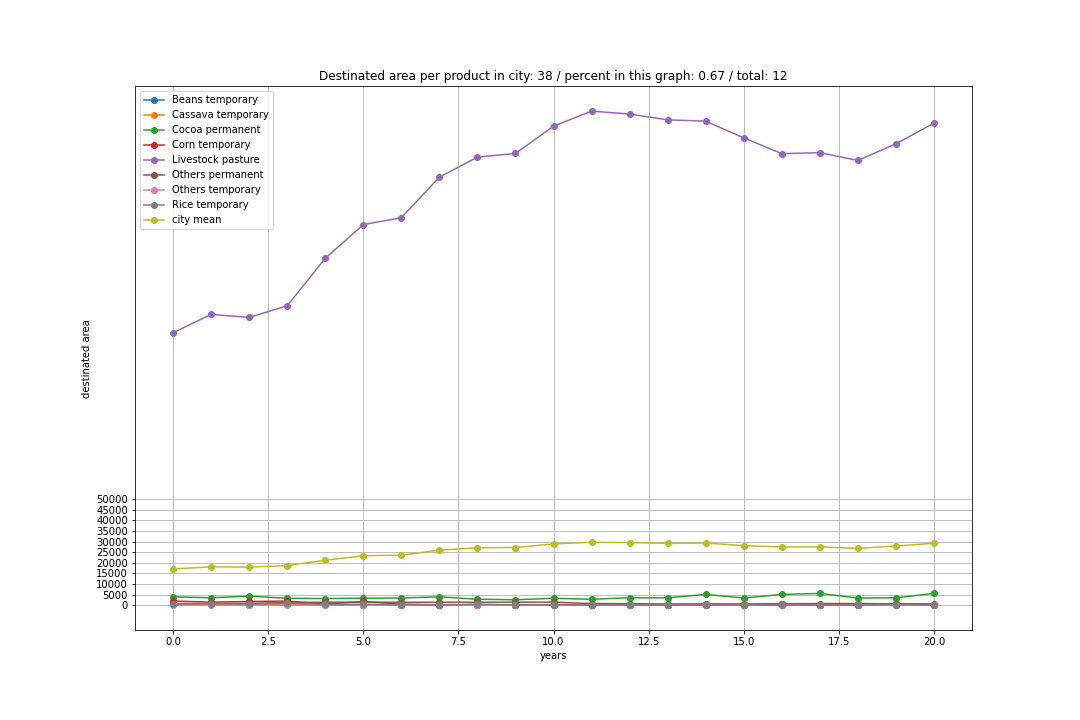 Destinated area per product in city: 38 / percent in this graph: 0.67 / total: 12
Beans temporary
Cassava temporary
Cocoa permanent
Corn temporary
Livestock pasture
Others permanent
Others temporary
Rice temporary
city mean
destinated area
50000
45000
40000
35000
30000
25000
20000
15000
10000
5000
0
0.0 2.5 5.0 7.5 10.0 12.5 15.0 17.5 20.0
years